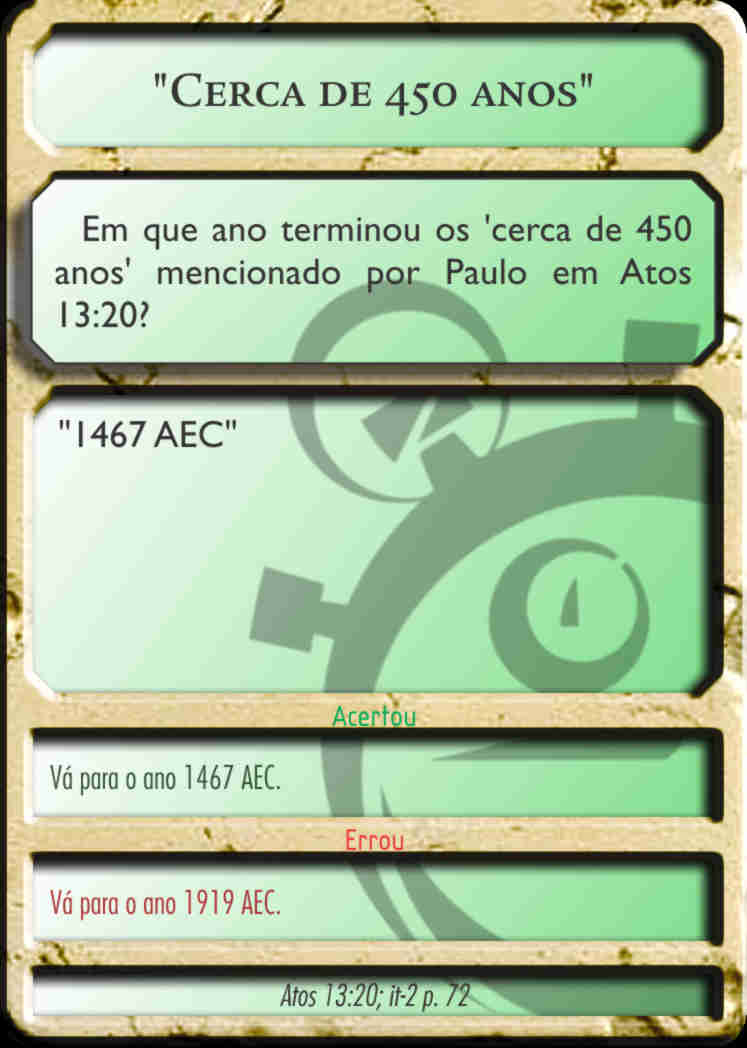 "Cerca de 450 anos"
Em que ano terminou os 'cerca de 450
anos' mencionado por Paulo em Atos
13:20?
"1467 AEC"
Acertou
Vá para o ano 1467 AEC.
Errou
Vá para o ano 1919 AEC.
Atos 13:20; it-2 p. 72